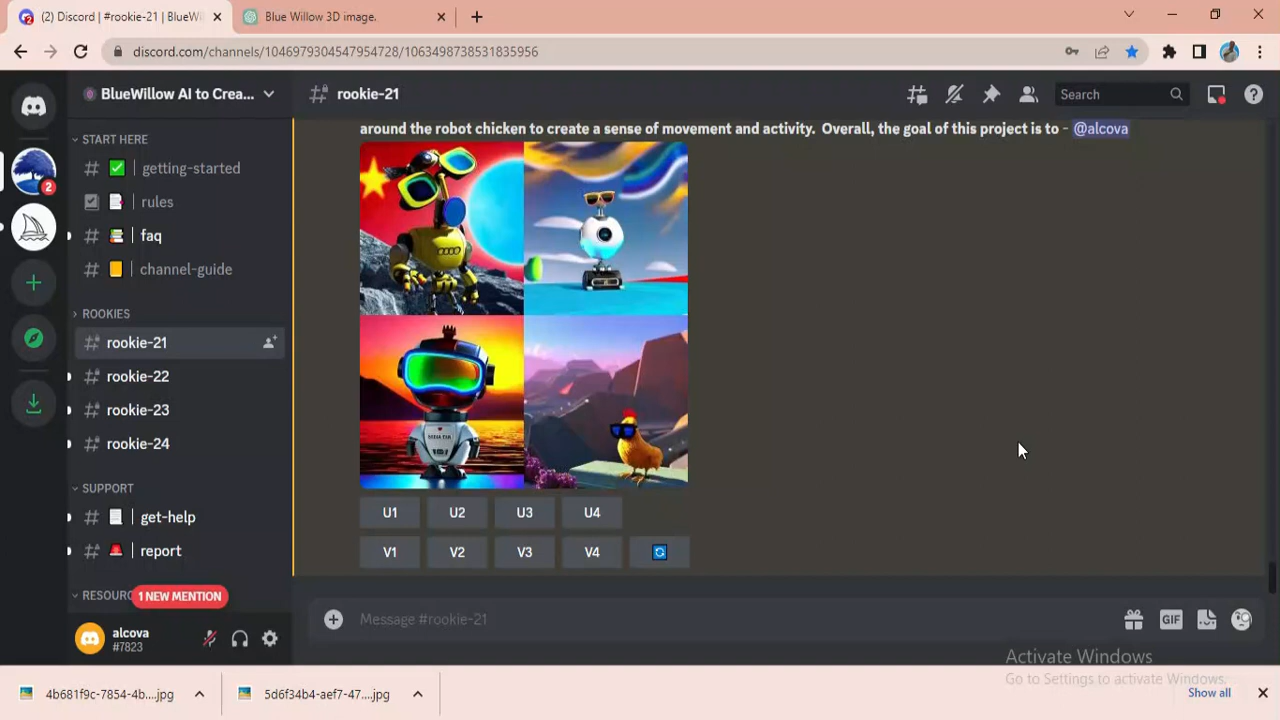 (2) Discord | #rookie-21 | BlueWi
Blue Willow 3D image.
discord.com/channels/1046979304547954728/1063498738531835956
BlueWillow AI to Crea...
rookie-21
Search
START HERE
getting-started
rules
faq
channel-guide
ROOKIES
rookie-21
rookie-22
rookie-23
rookie-24
SUPPORT
get-help
report
RESOURC
1 NEW MENTION
2
alcova
#7823
around the robot chicken to create a sense of movement and activity. Overall, the goal of this project is to - @alcova
U1 U2 U3 U4
V1 V2 V3 V4
Message #rookie-21
GIF
Activate Windows
Go to Settings to activate Windows.
4b681f9c-7854-4b....jpg
5d6f34b4-aef7-47....jpg
Show all